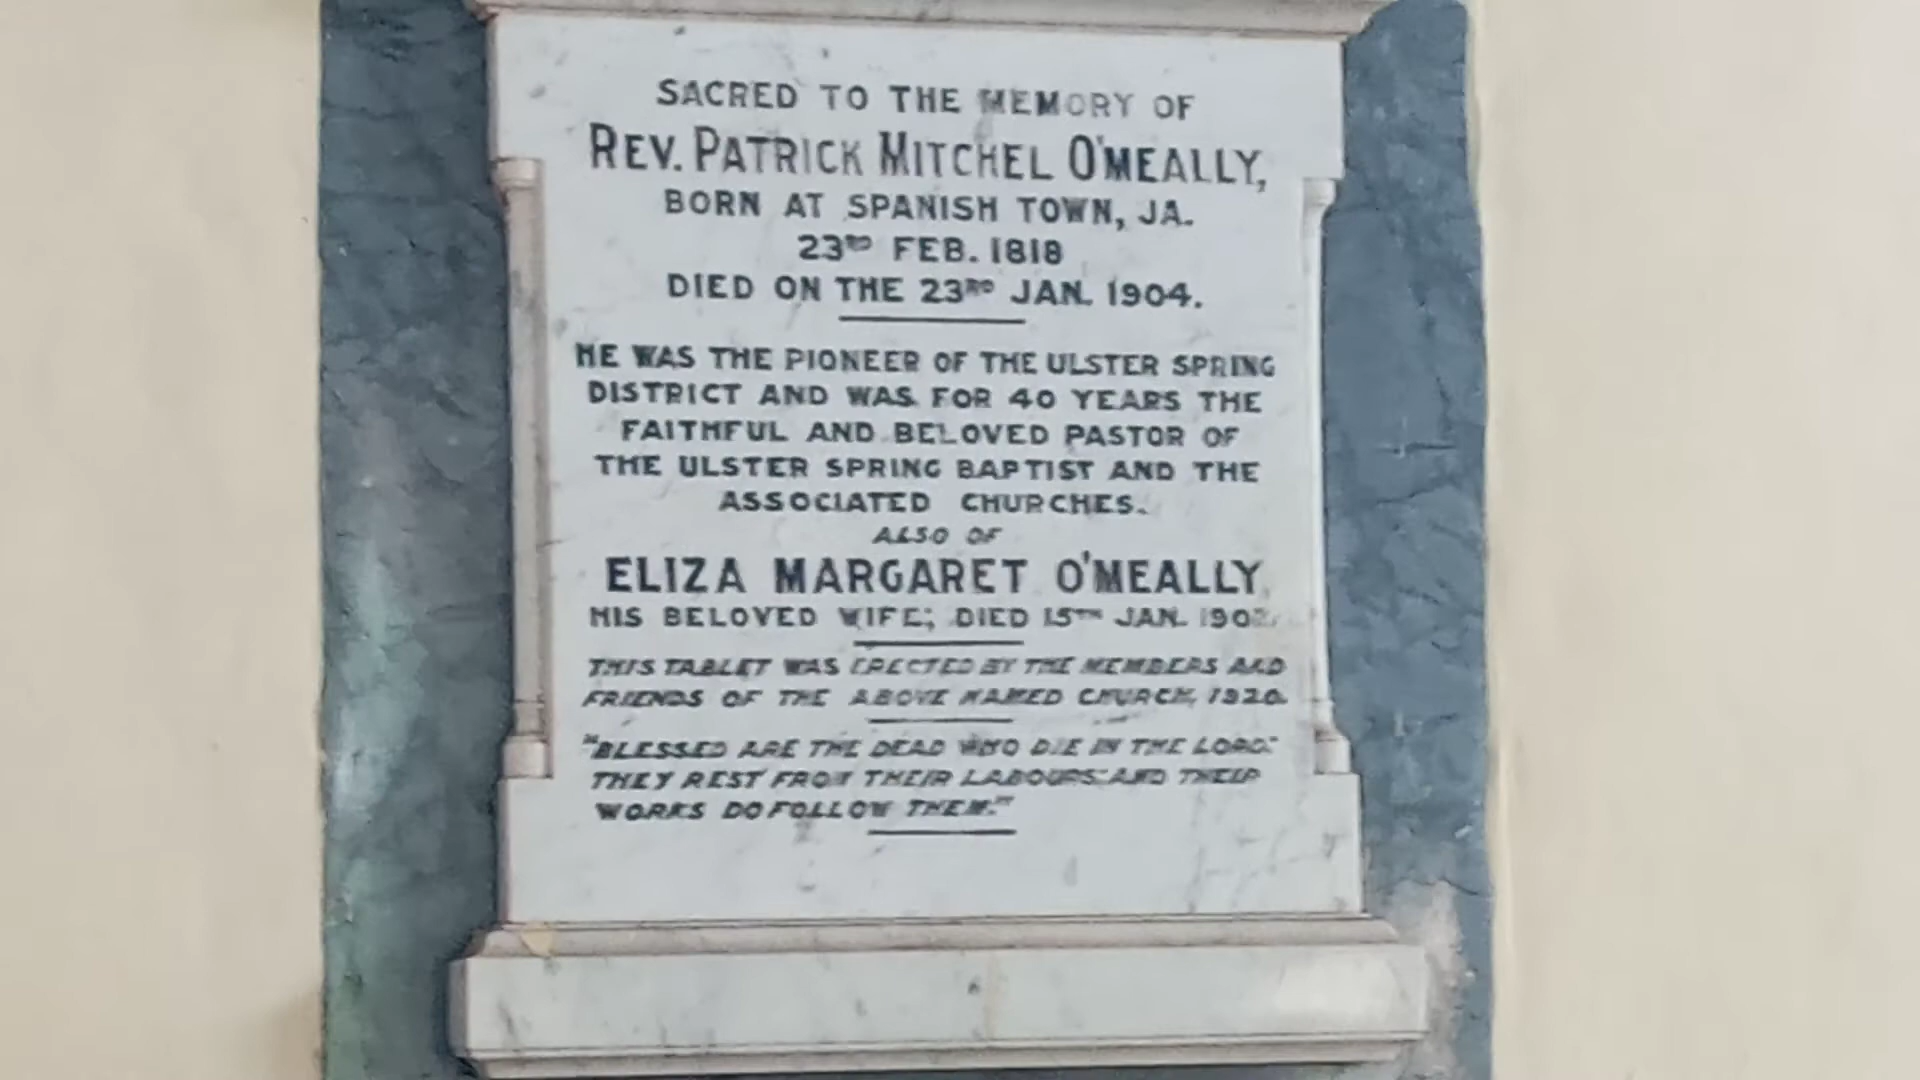 SACRED TO THE MEMORY OF
REV. PATRICK MITCHEL O'MEALLY,
BORN AT SPANISH TOWN, JA.
23RD FEB. 1818
DIED ON THE 23RD JAN. 1904.
HE WAS THE PIONEER OF THE ULSTER SPRING
DISTRICT AND WAS FOR 40 YEARS THE
FAITHFUL AND BELOVED PASTOR OF
THE ULSTER SPRING BAPTIST AND THE
ASSOCIATED CHURCHES.
ALSO OF
ELIZA MARGARET O'MEALLY
HIS BELOVED WIFE; DIED 15TH JAN.
THIS TABLET WAS ERECTED BY THE MEMBERS AND
FRIENDS OF THE ABOVE NAMED CHURCH,
"BLESSED ARE THE DEAD WHO DIE IN THE LORD:"
THEY REST FROM THEIR LABOURS: AND THEIR
WORKS DO FOLLOW THEM."